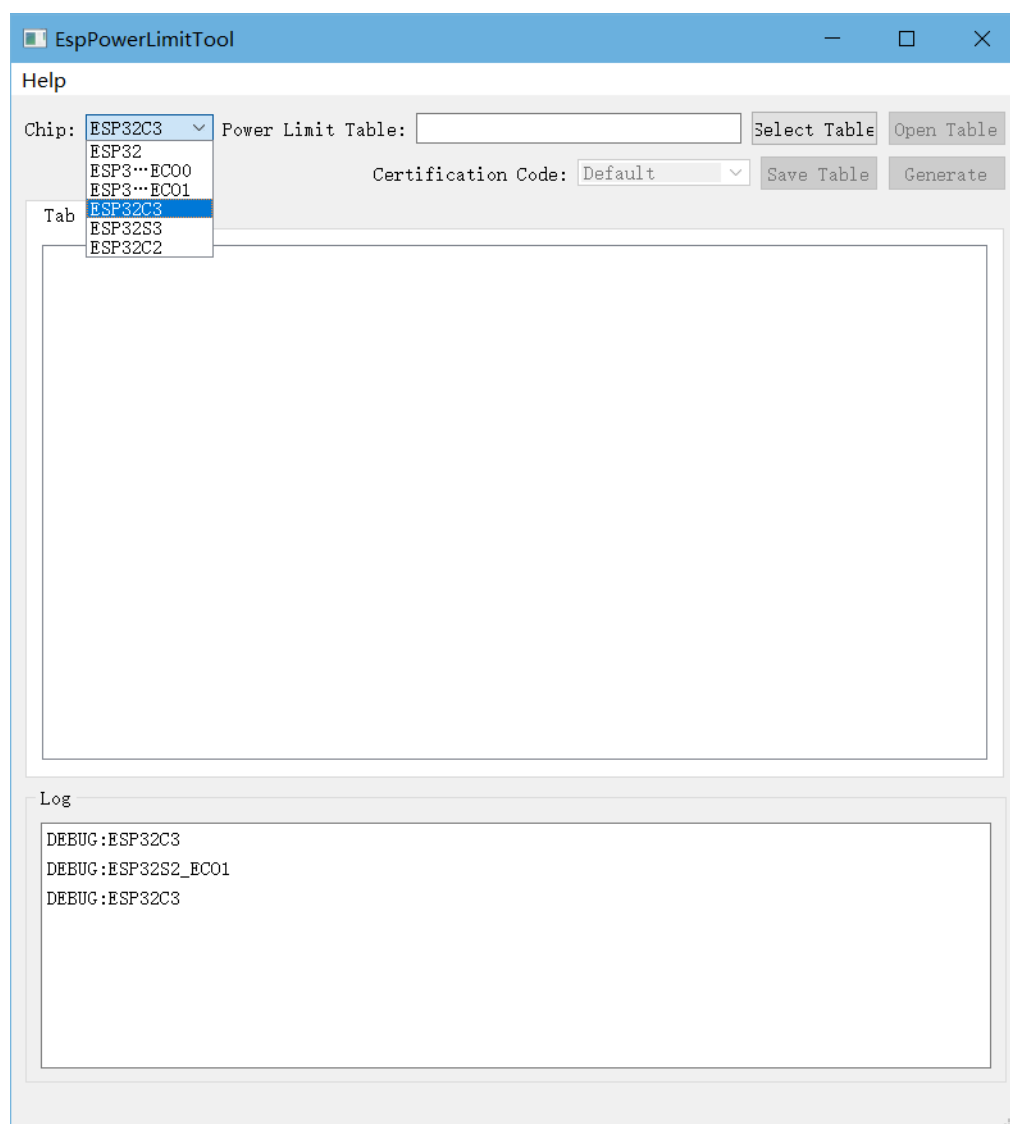 EspPowerLimitTool
Help
Chip: ESP32C3 Power Limit Table: Select Table Open Table
ESP32
ESP3…ECO0
Certification Code: Default Save Table Generate
ESP3…ECO1
ESP32C3
Tab
ESP32S3
ESP32C2
Log
DEBUG:ESP32C3
DEBUG:ESP32S2_ECO1
DEBUG:ESP32C3